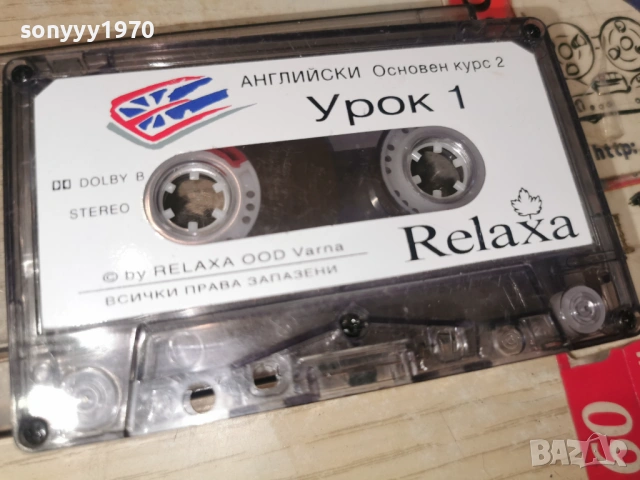 sonyyy1970
АНГЛИЙСКИ Основен курс 2
Урок 1
DOLBY B
STEREO
Relaxa
© by RELAXA OOD Varna
ВСИЧКИ ПРАВА ЗАПАЗЕНИ
http:
BAZAR